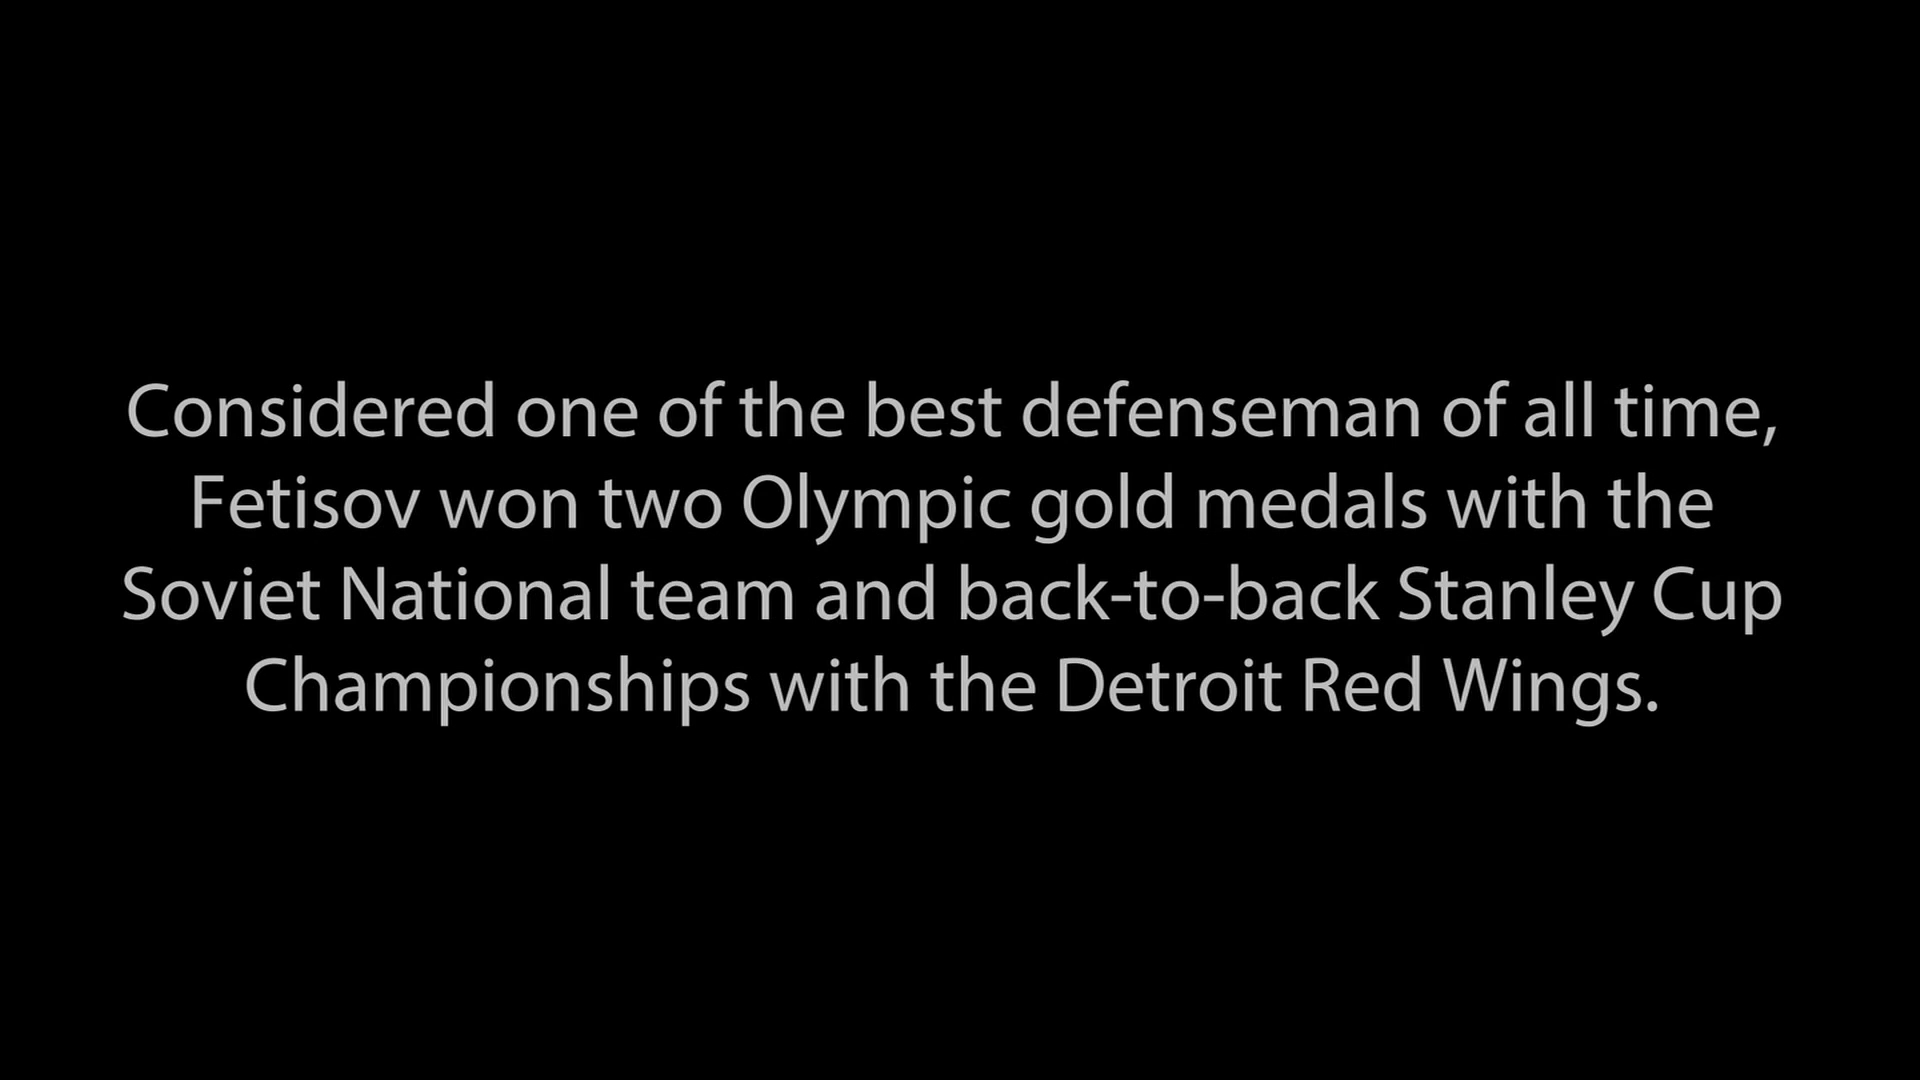 Considered one of the best defenseman of all time,
Fetisov won two Olympic gold medals with the
Soviet National team and back-to-back Stanley Cup
Championships with the Detroit Red Wings.